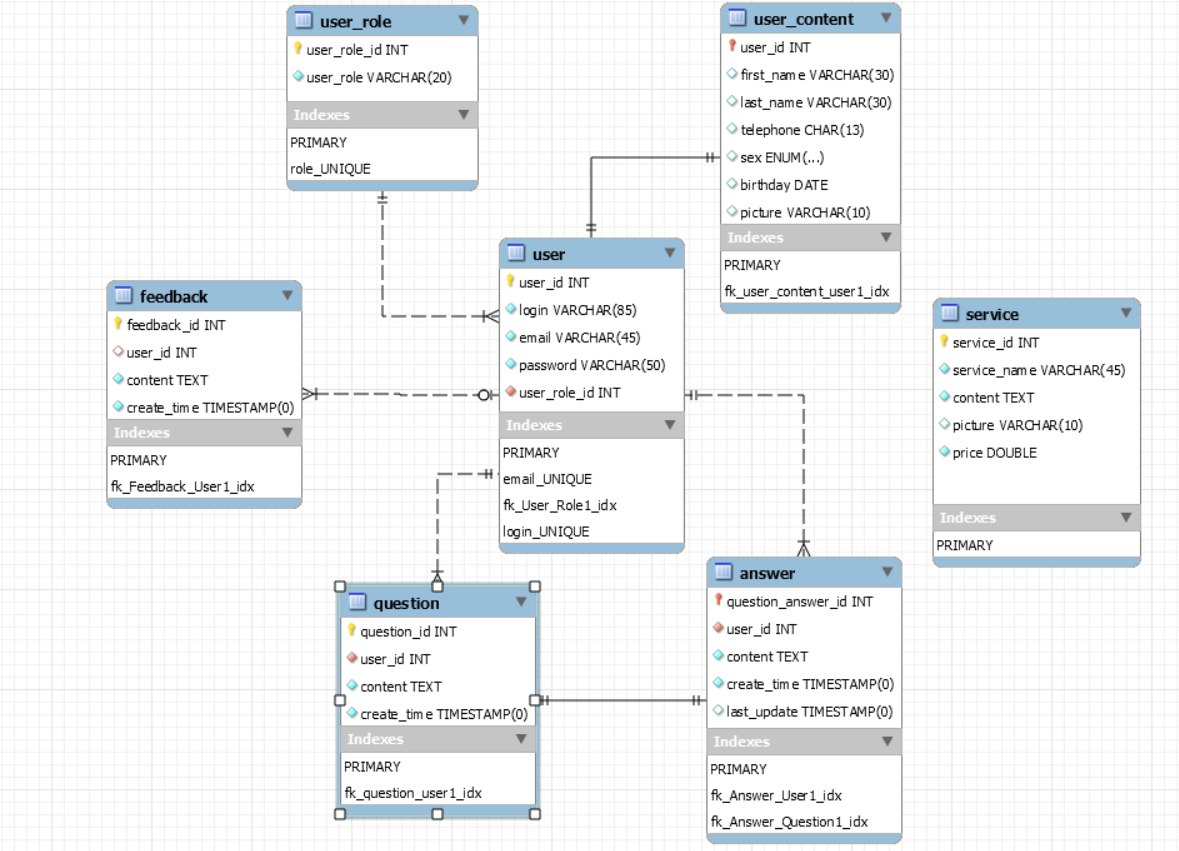 user_role
user_role_id INT
user_role VARCHAR(20)
Indexes
PRIMARY
role_UNIQUE
user_content
user_id INT
first_name VARCHAR(30)
last_name VARCHAR(30)
telephone CHAR(13)
sex ENUM(...)
birthday DATE
picture VARCHAR(10)
Indexes
PRIMARY
fk_user_content_user1_idx
user
user_id INT
login VARCHAR(85)
email VARCHAR(45)
password VARCHAR(50)
user_role_id INT
Indexes
PRIMARY
email_UNIQUE
fk_User_Role1_idx
login_UNIQUE
feedback
feedback_id INT
user_id INT
content TEXT
create_time TIMESTAMP(0)
Indexes
PRIMARY
fk_Feedback_User1_idx
service
service_id INT
service_name VARCHAR(45)
content TEXT
picture VARCHAR(10)
price DOUBLE
Indexes
PRIMARY
question
question_id INT
user_id INT
content TEXT
create_time TIMESTAMP(0)
Indexes
PRIMARY
fk_question_user1_idx
answer
question_answer_id INT
user_id INT
content TEXT
create_time TIMESTAMP(0)
last_update TIMESTAMP(0)
Indexes
PRIMARY
fk_Answer_User1_idx
fk_Answer_Question1_idx